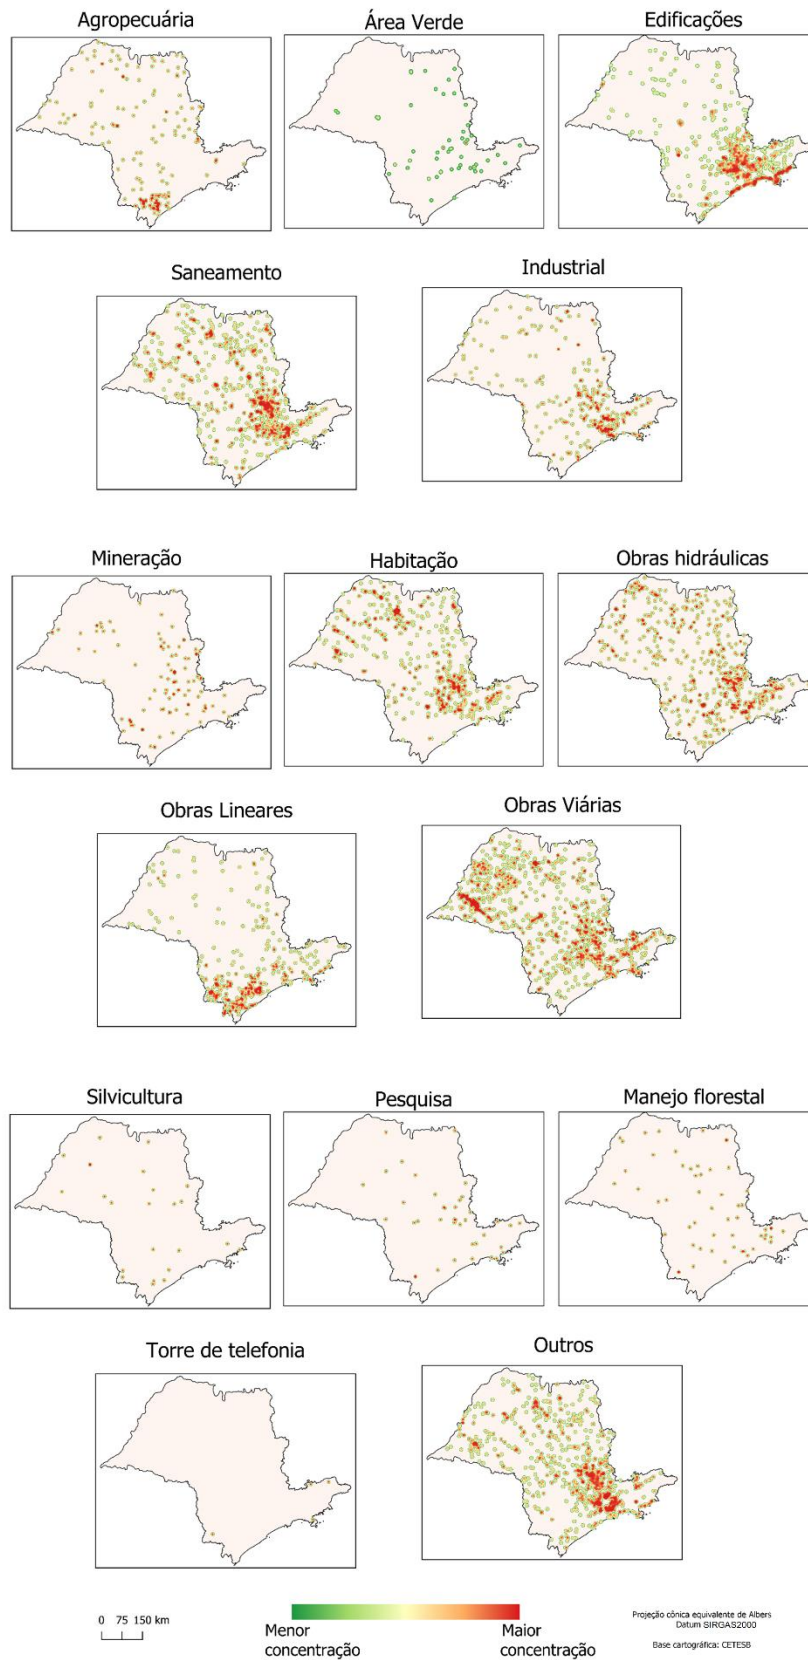 Agropecuária
Área Verde
Edificações
Saneamento
Industrial
Mineração
Habitação
Obras hidráulicas
Obras Lineares
Obras Viárias
Silvicultura
Pesquisa
Manejo florestal
Torre de telefonia
Outros
0 75 150 km
Menor
concentração
Maior
concentração
Projeção cônica equivalente de Albers
Datum SIRGAS2000
Base cartográfica: CETESB